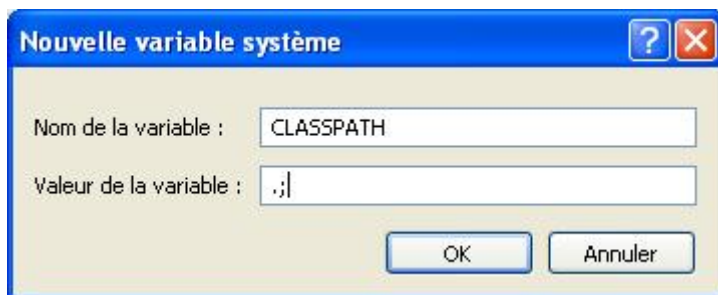 Nouvelle variable système
Nom de la variable : CLASSPATH
Valeur de la variable : .;
OK Annuler